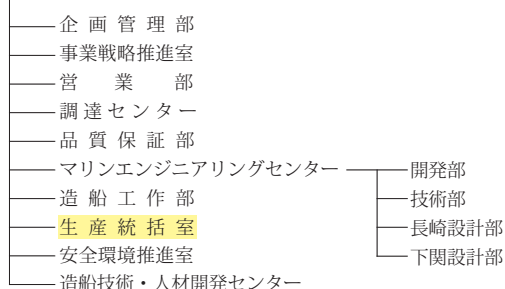 企画管理部
事業戦略推進室
営業部
調達センター
品質保証部
マリンエンジニアリングセンター
開発部
造船工作部
技術部
生産統括室
長崎設計部
安全環境推進室
下関設計部
造船技術・人材開発センター